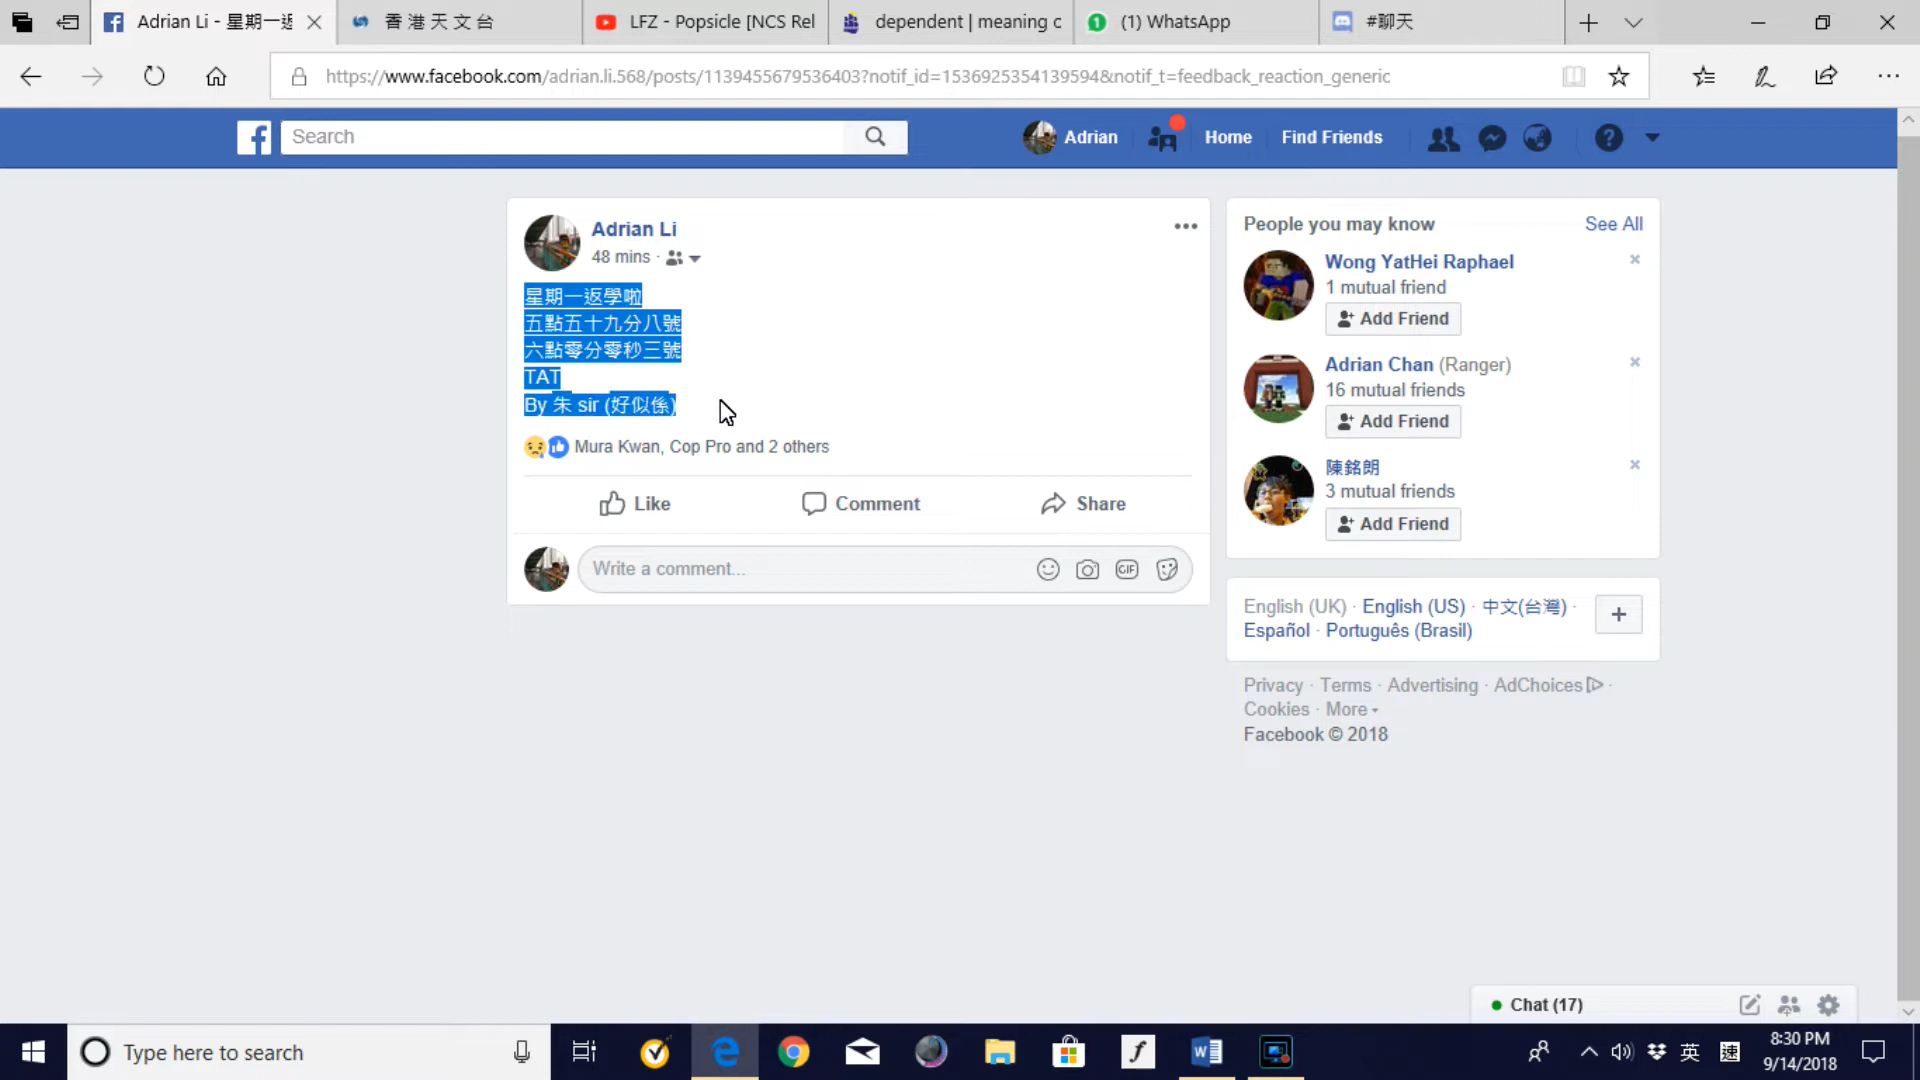 Adrian Li - 星期一返
香港天文台
LFZ - Popsicle [NCS Rel
dependent | meaning o
(1) WhatsApp
#聊天
https://www.facebook.com/adrian.li.568/posts/1139455679536403?notif_id=1536925354139594&notif_t=feedback_reaction_generic
Search
Adrian
Home
Find Friends
Adrian Li
48 mins ·
星期一返學啦
五點五十九分八號
六點零分零秒三號
TAT
By 朱 sir (好似係)
Mura Kwan, Cop Pro and 2 others
Like
Comment
Share
Write a comment...
GIF
People you may know
See All
Wong YatHei Raphael
1 mutual friend
Add Friend
Adrian Chan (Ranger)
16 mutual friends
Add Friend
陳銘朗
3 mutual friends
Add Friend
English (UK) · English (US) · 中文(台灣) ·
Español · Português (Brasil)
Privacy · Terms · Advertising · AdChoices ·
Cookies · More
Facebook © 2018
Chat (17)
Type here to search
英
速
8:30 PM
9/14/2018